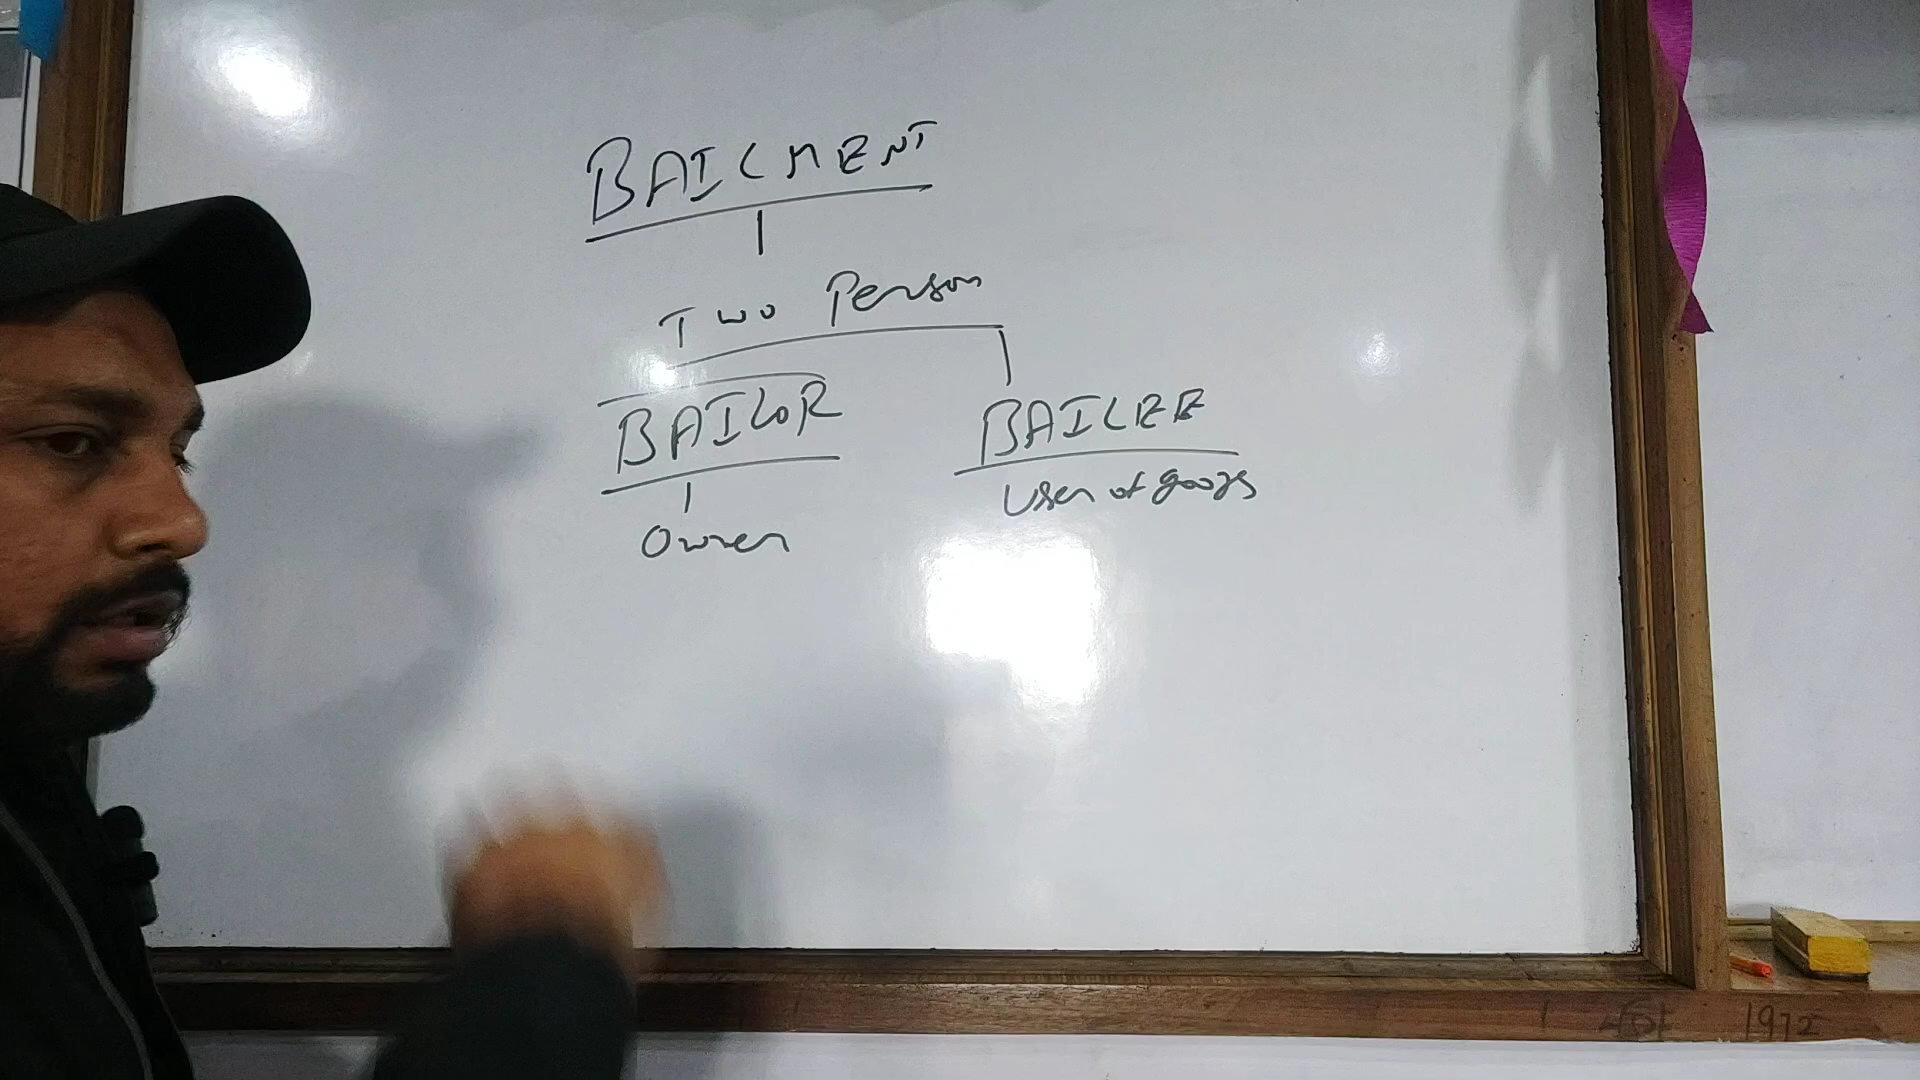 BAILMENT
Two Person
BAILOR
BAILEE
Owner
User of goods
1972